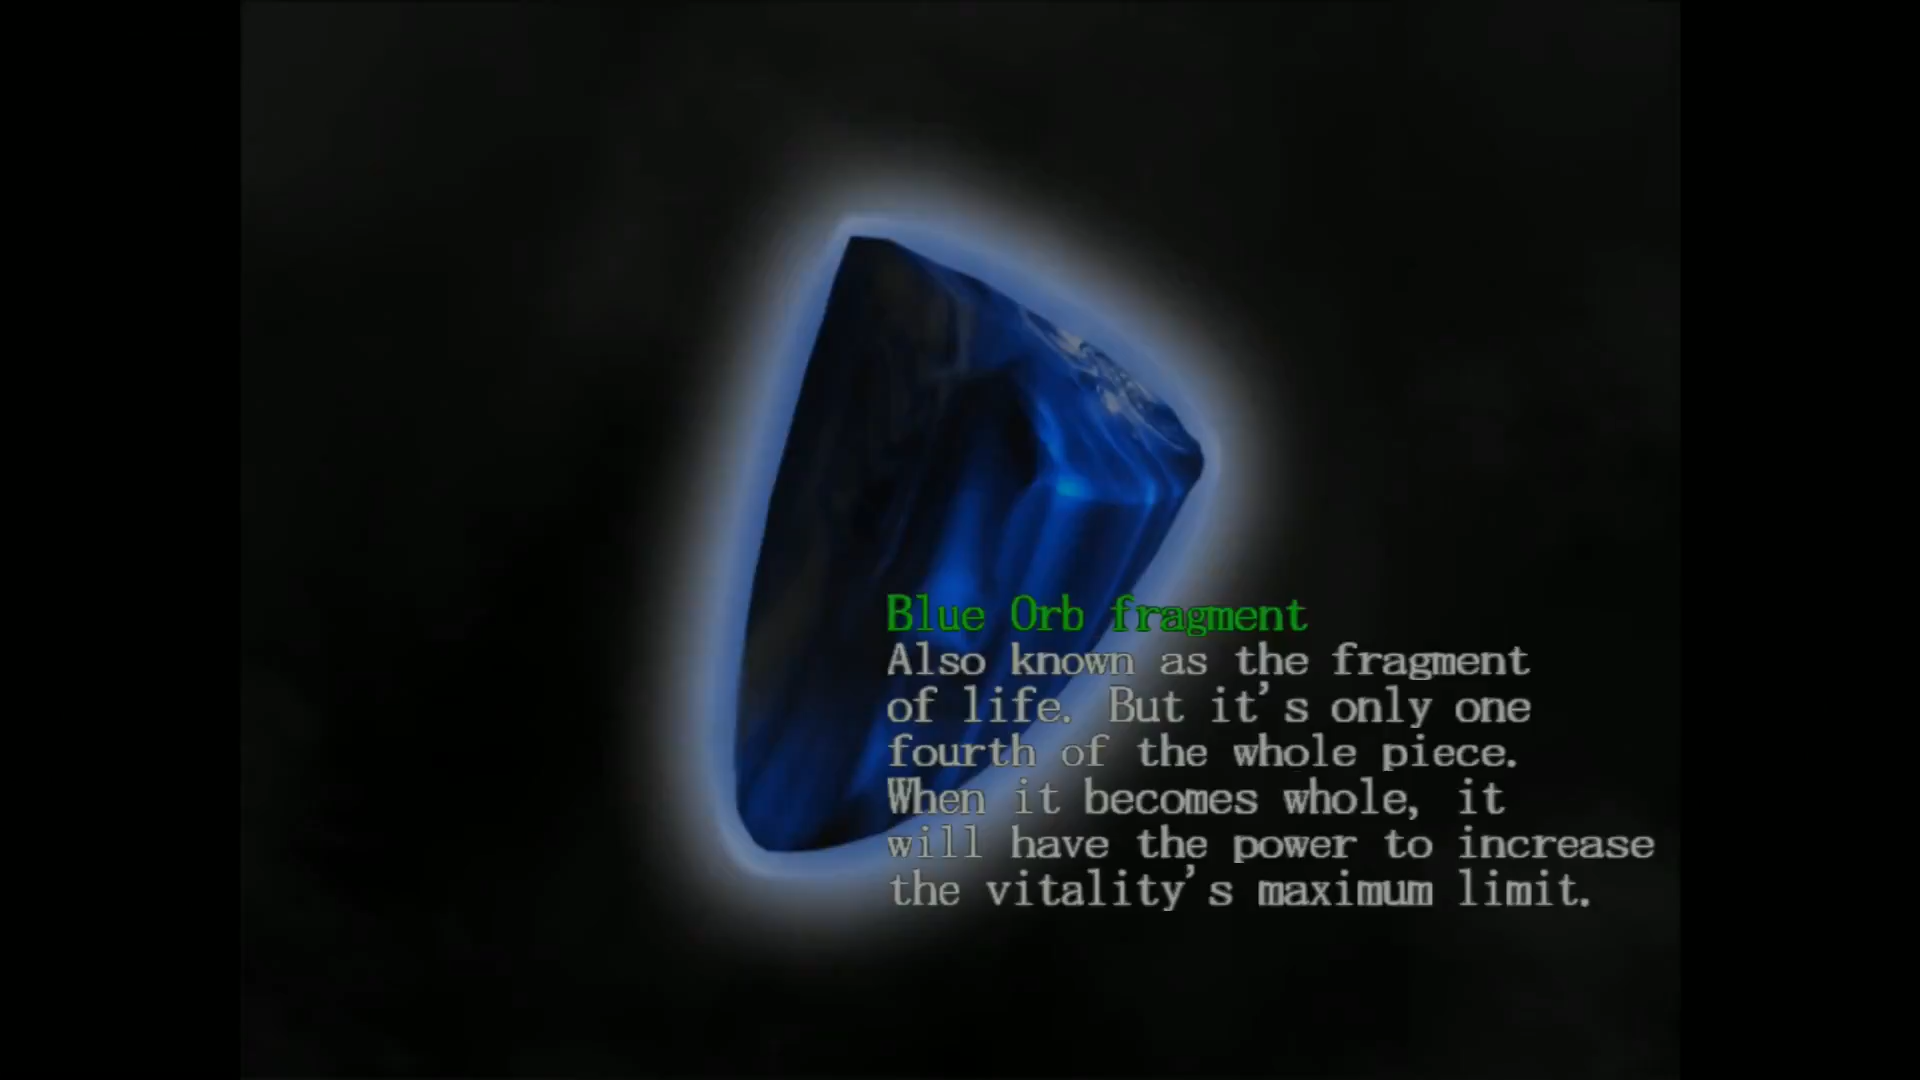 Blue Orb fragment
Also known as the fragment
of life. But it's only one
fourth of the whole piece.
When it becomes whole, it
will have the power to increase
the vitality's maximum limit.